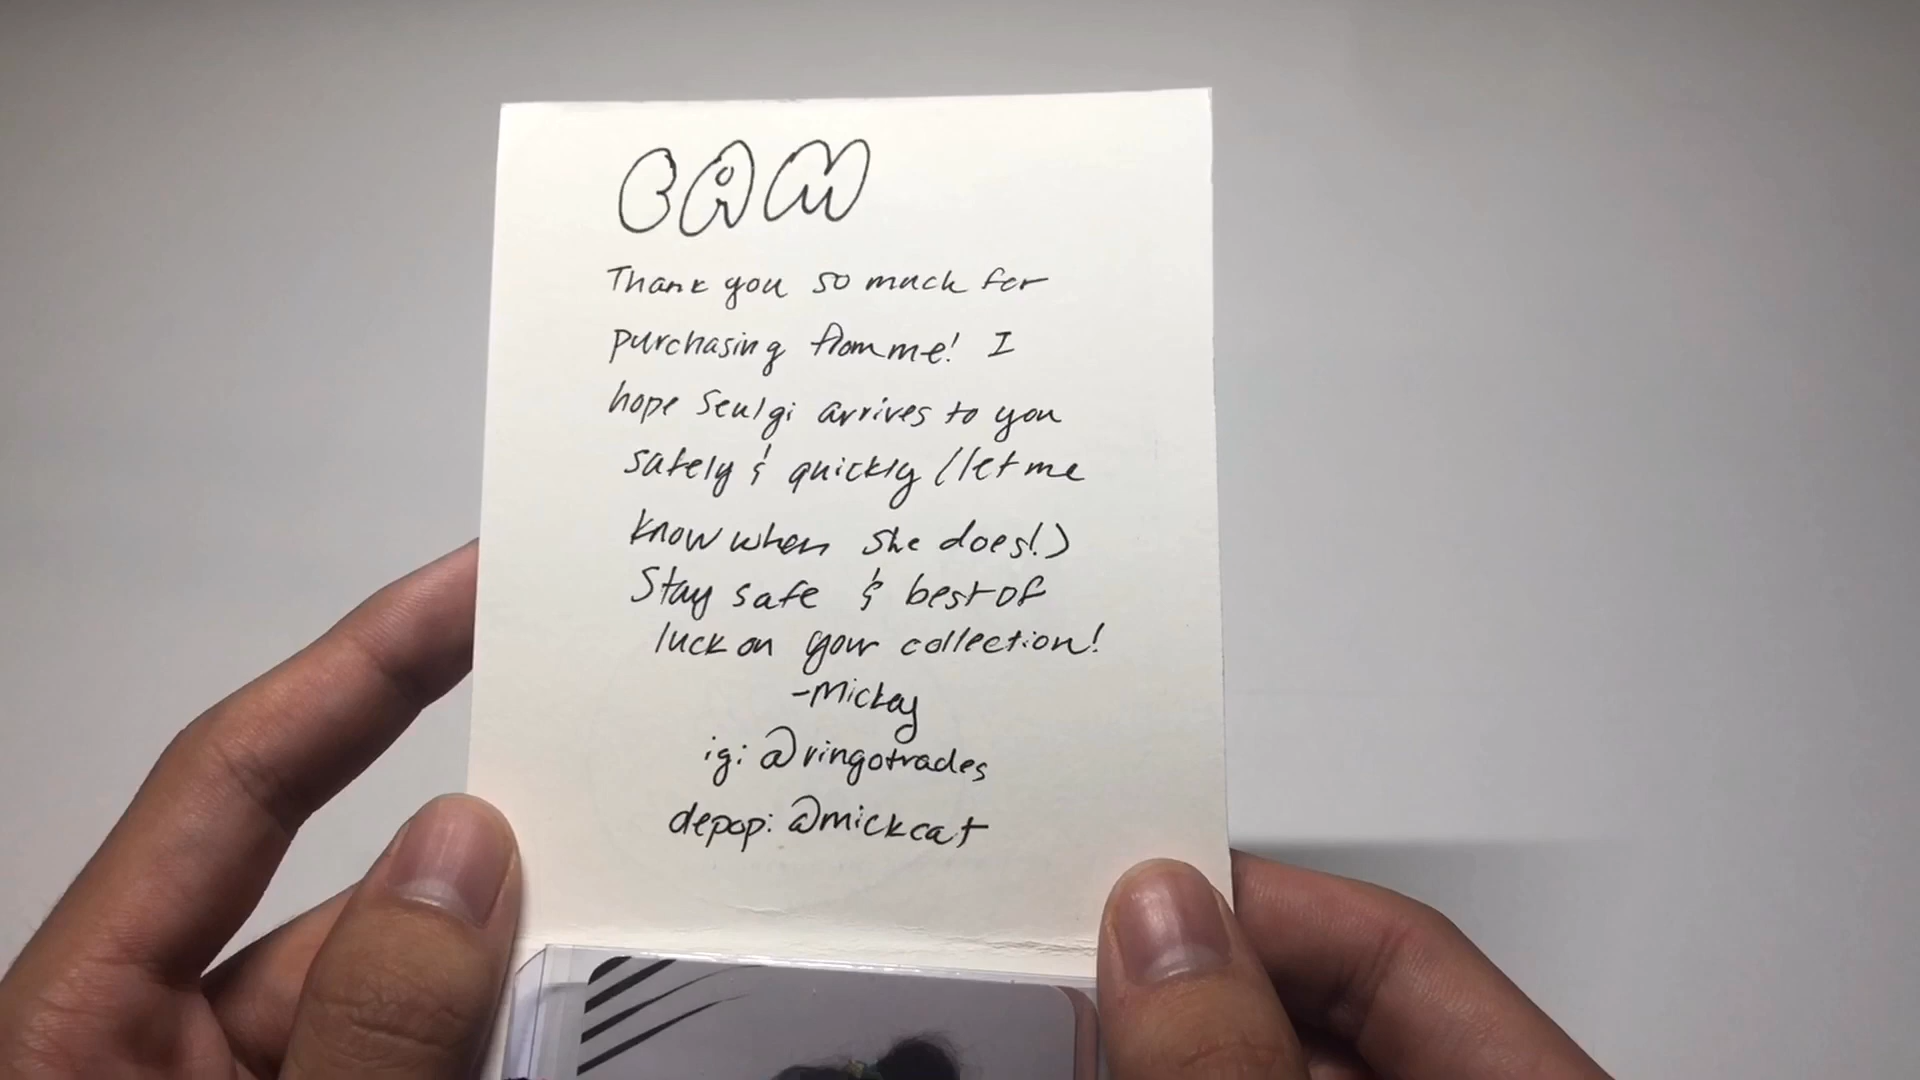 CAM
Thank you so much for
purchasing from me! I
hope Seulgi arrives to you
safely & quickly (let me
know when she does!)
Stay safe & best of
luck on your collection!
-Mickey
ig: @ringotrades
depop: @mickcat